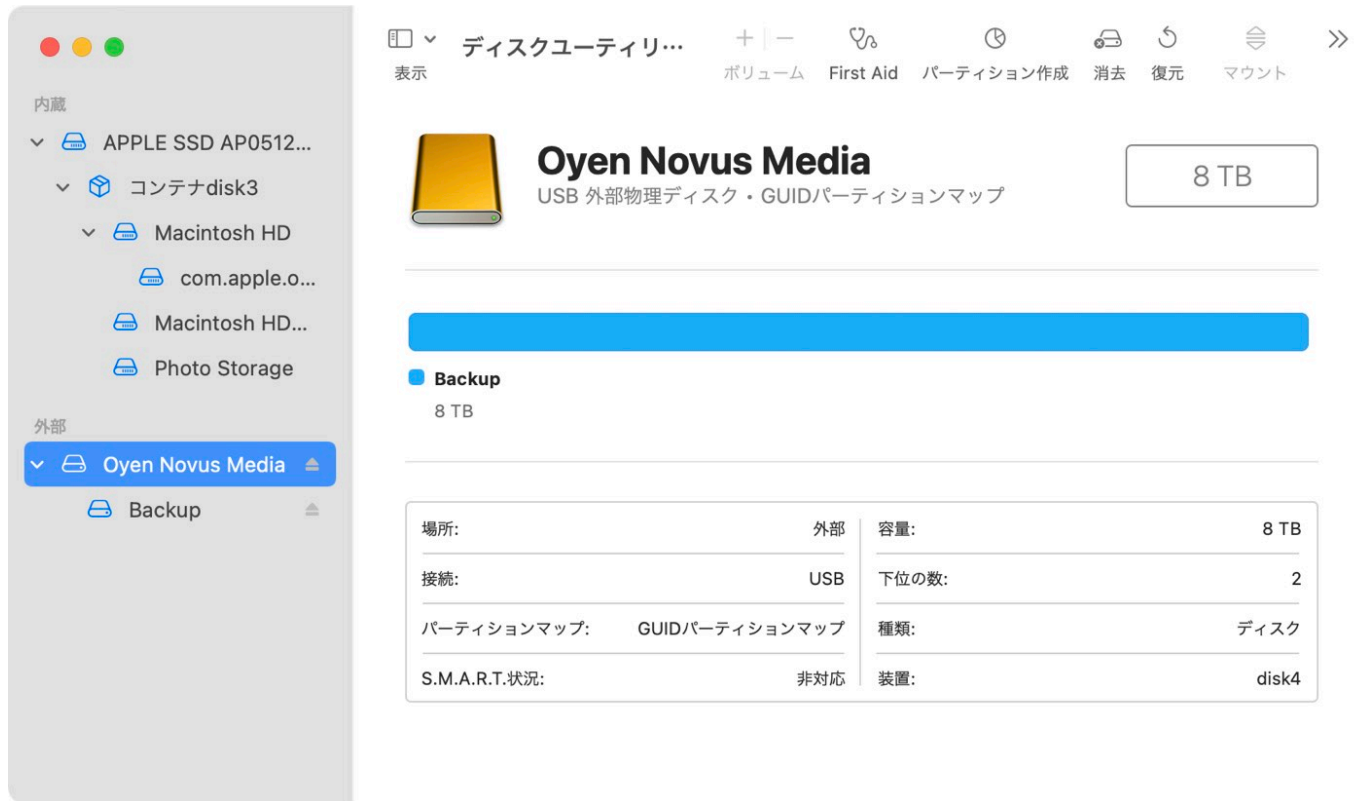 ディスクユーティリ…
表示
ボリューム
First Aid
パーティション作成
消去
復元
マウント
内蔵
APPLE SSD AP0512...
コンテナdisk3
Macintosh HD
com.apple.o...
Macintosh HD...
Photo Storage
外部
Oyen Novus Media
Backup
Oyen Novus Media
USB 外部物理ディスク • GUIDパーティションマップ
8 TB
Backup
8 TB
場所: 外部
接続: USB
パーティションマップ: GUIDパーティションマップ
S.M.A.R.T.状況: 非対応
容量: 8 TB
下位の数: 2
種類: ディスク
装置: disk4